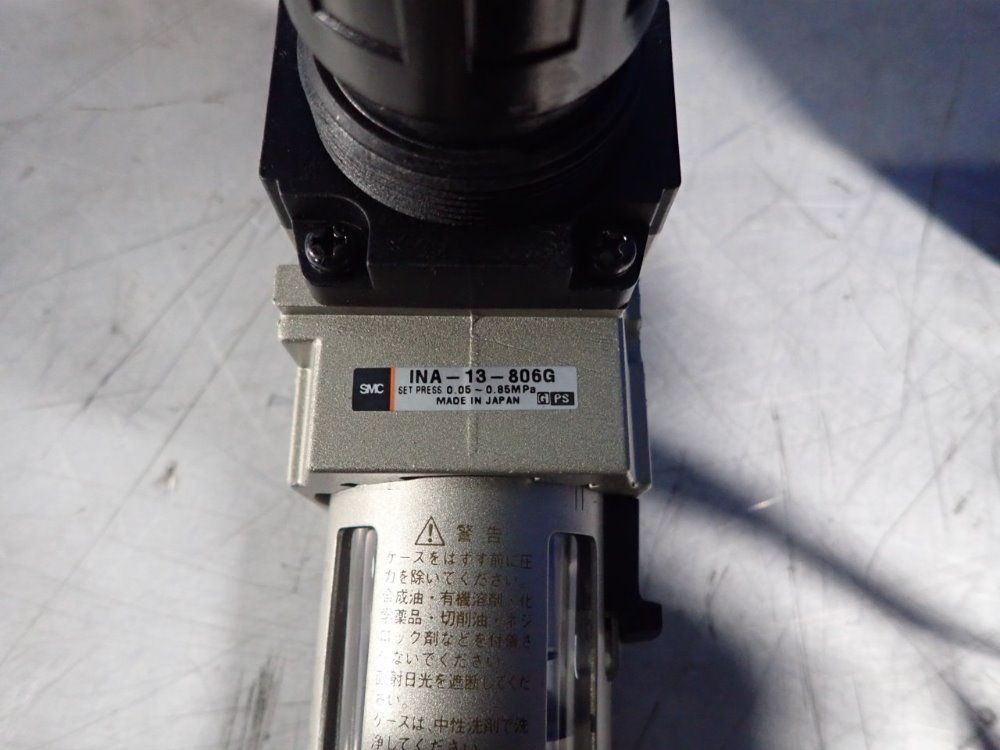 SMC
INA-13-806G
SET PRESS 0.05~0.85MPa
MADE IN JAPAN G PS
警告
ケースをはずす前に圧
力を除いてください。
合成油・有機溶剤・化
学薬品・切削油・ネジ
ロック剤などを付着さ
せないでください。
直射日光を遮断してくだ
さい。
ケースは、中性洗剤で洗
浄してください